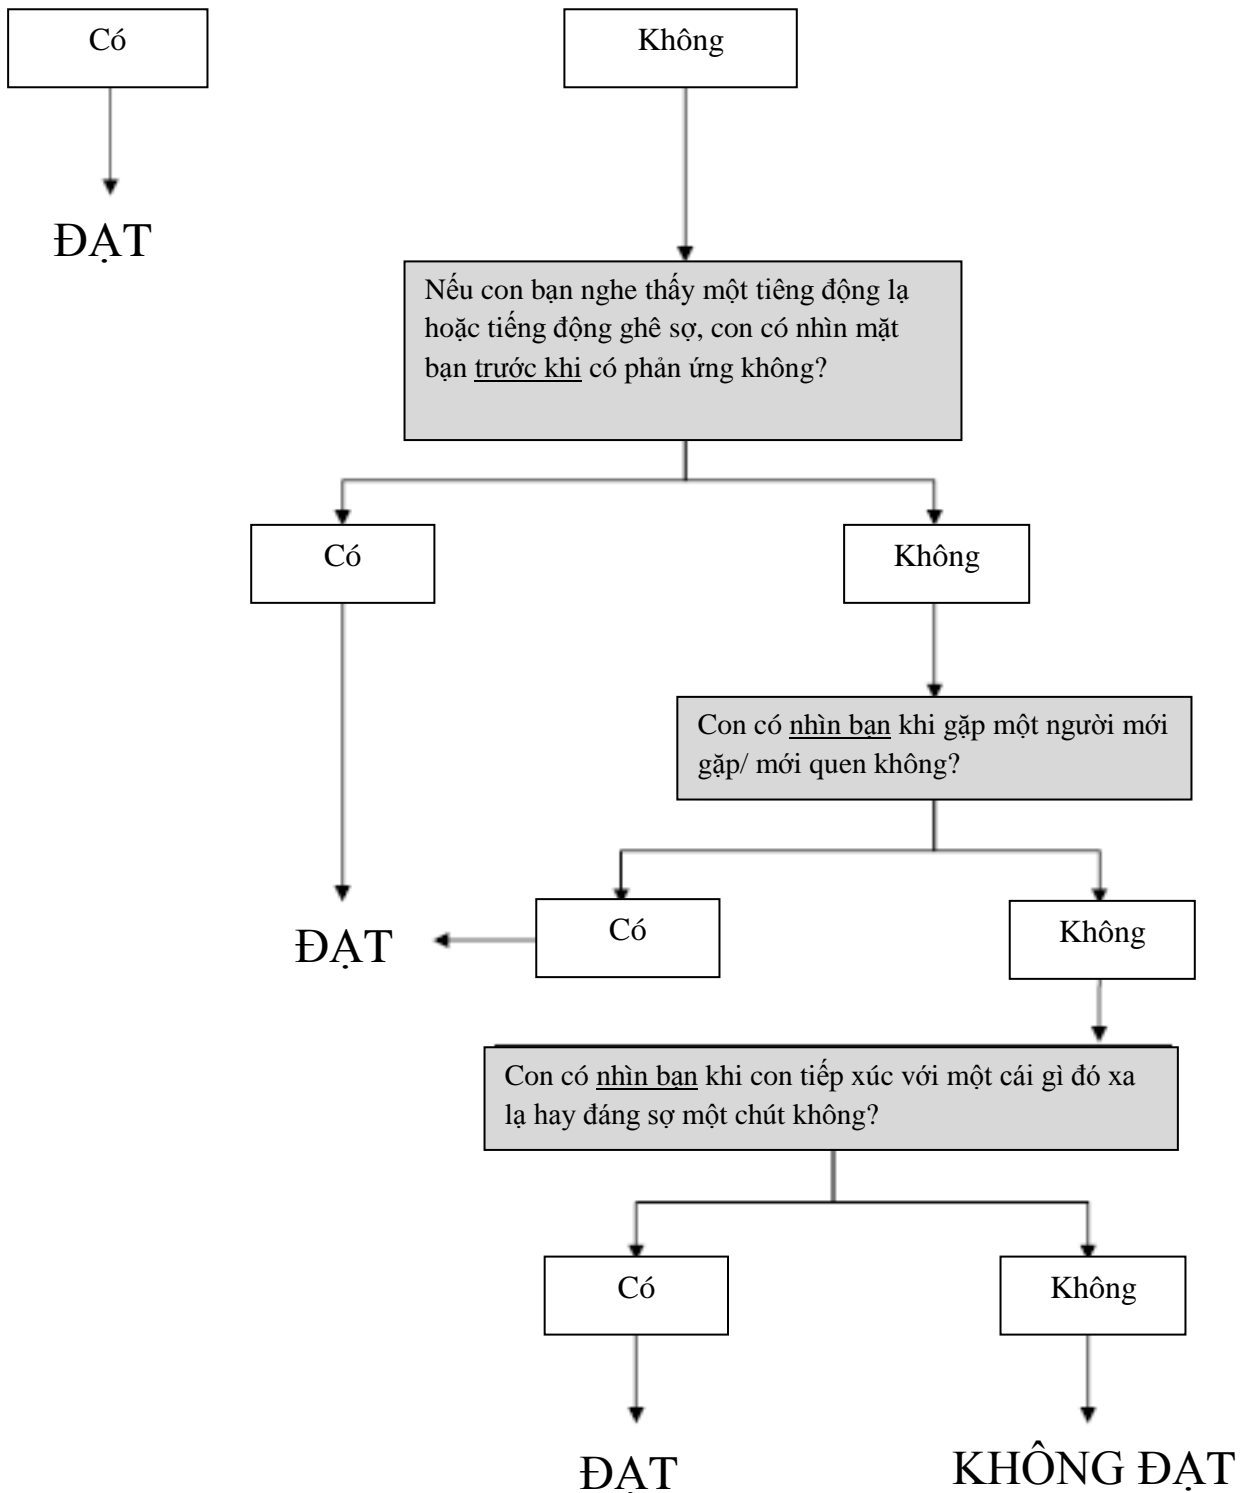 Có
Không
ĐẠT
Nếu con bạn nghe thấy một tiêng động lạ
hoặc tiếng động ghê sợ, con có nhìn mặt
bạn trước khi có phản ứng không?
Có
Không
Con có nhìn bạn khi gặp một người mới
gặp/ mới quen không?
ĐẠT
Có
Không
Con có nhìn bạn khi con tiếp xúc với một cái gì đó xa
lạ hay đáng sợ một chút không?
Có
Không
ĐẠT
KHÔNG ĐẠT